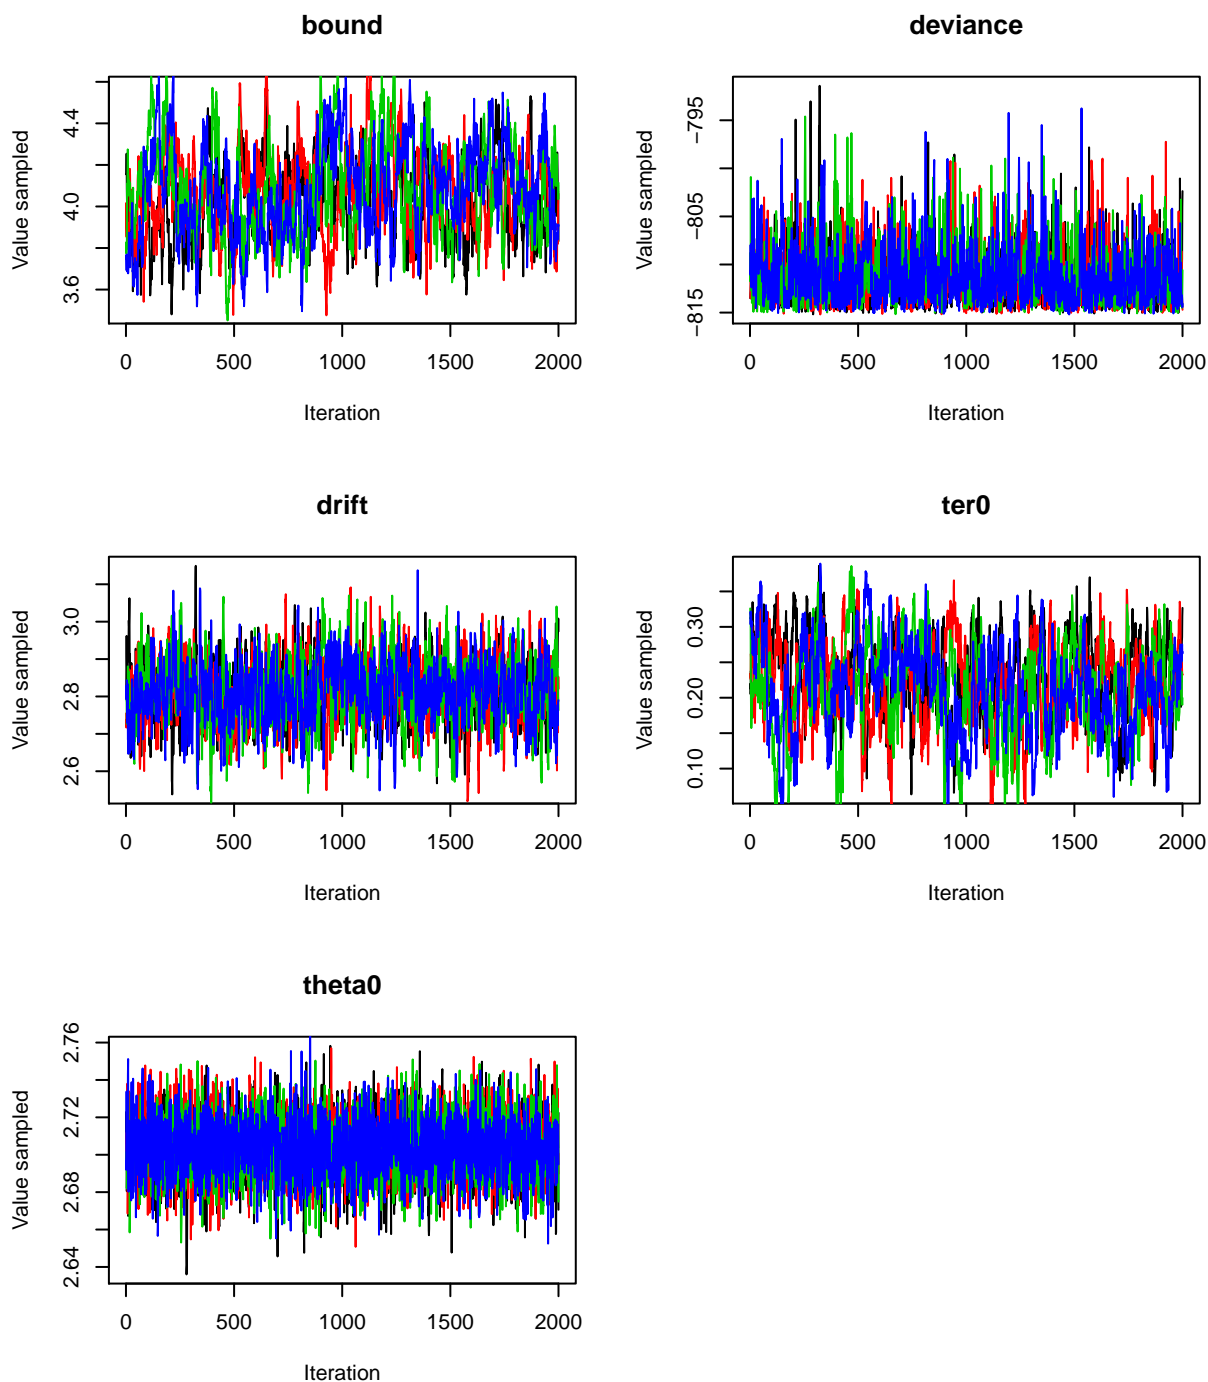 bound
Value sampled
3.6 4.0 4.4
0 500 1000 1500 2000
Iteration
deviance
Value sampled
−815 −805 −795
0 500 1000 1500 2000
Iteration
drift
Value sampled
2.6 2.8 3.0
0 500 1000 1500 2000
Iteration
ter0
Value sampled
0.10 0.20 0.30
0 500 1000 1500 2000
Iteration
theta0
Value sampled
2.64 2.68 2.72 2.76
0 500 1000 1500 2000
Iteration